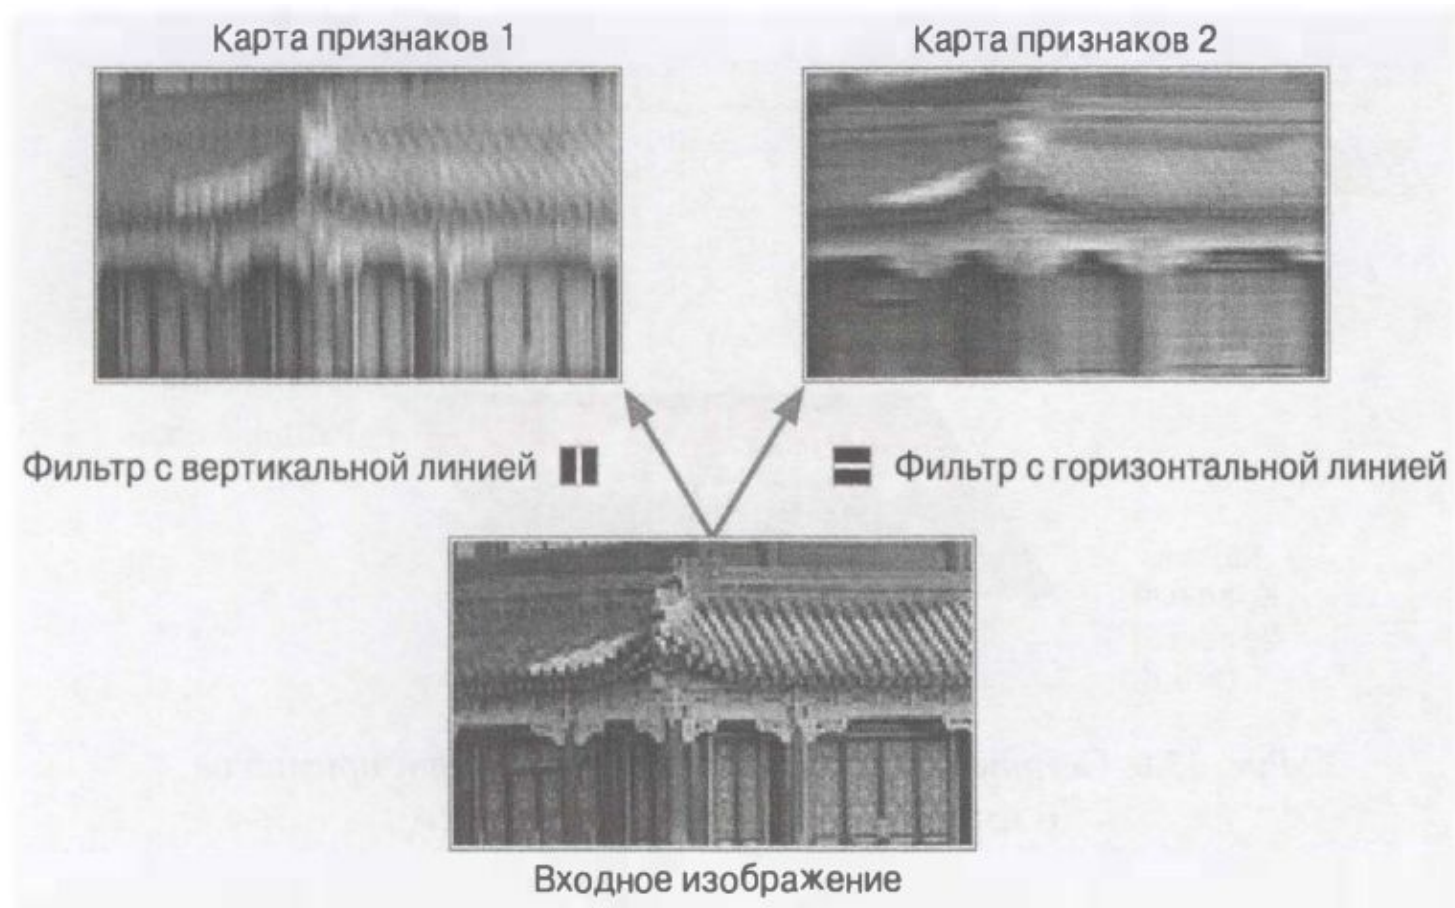 Карта признаков 1
Карта признаков 2
Фильтр с вертикальной линией
Фильтр с горизонтальной линией
Входное изображение